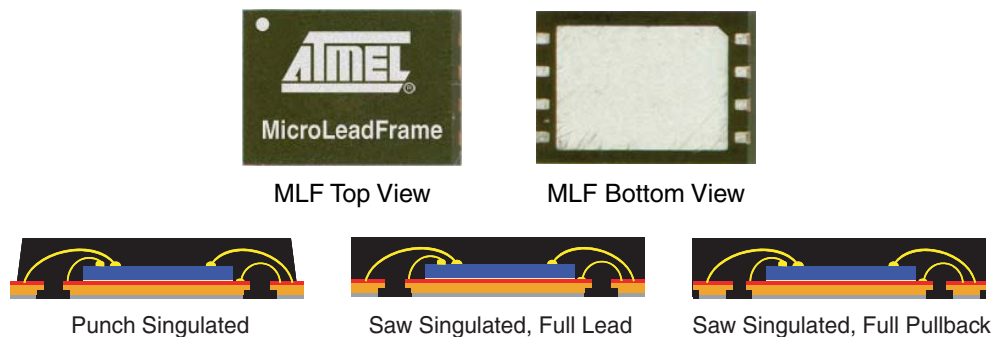 ATMEL
®
MicroLeadFrame
MLF Top View
MLF Bottom View
Punch Singulated
Saw Singulated, Full Lead
Saw Singulated, Full Pullback